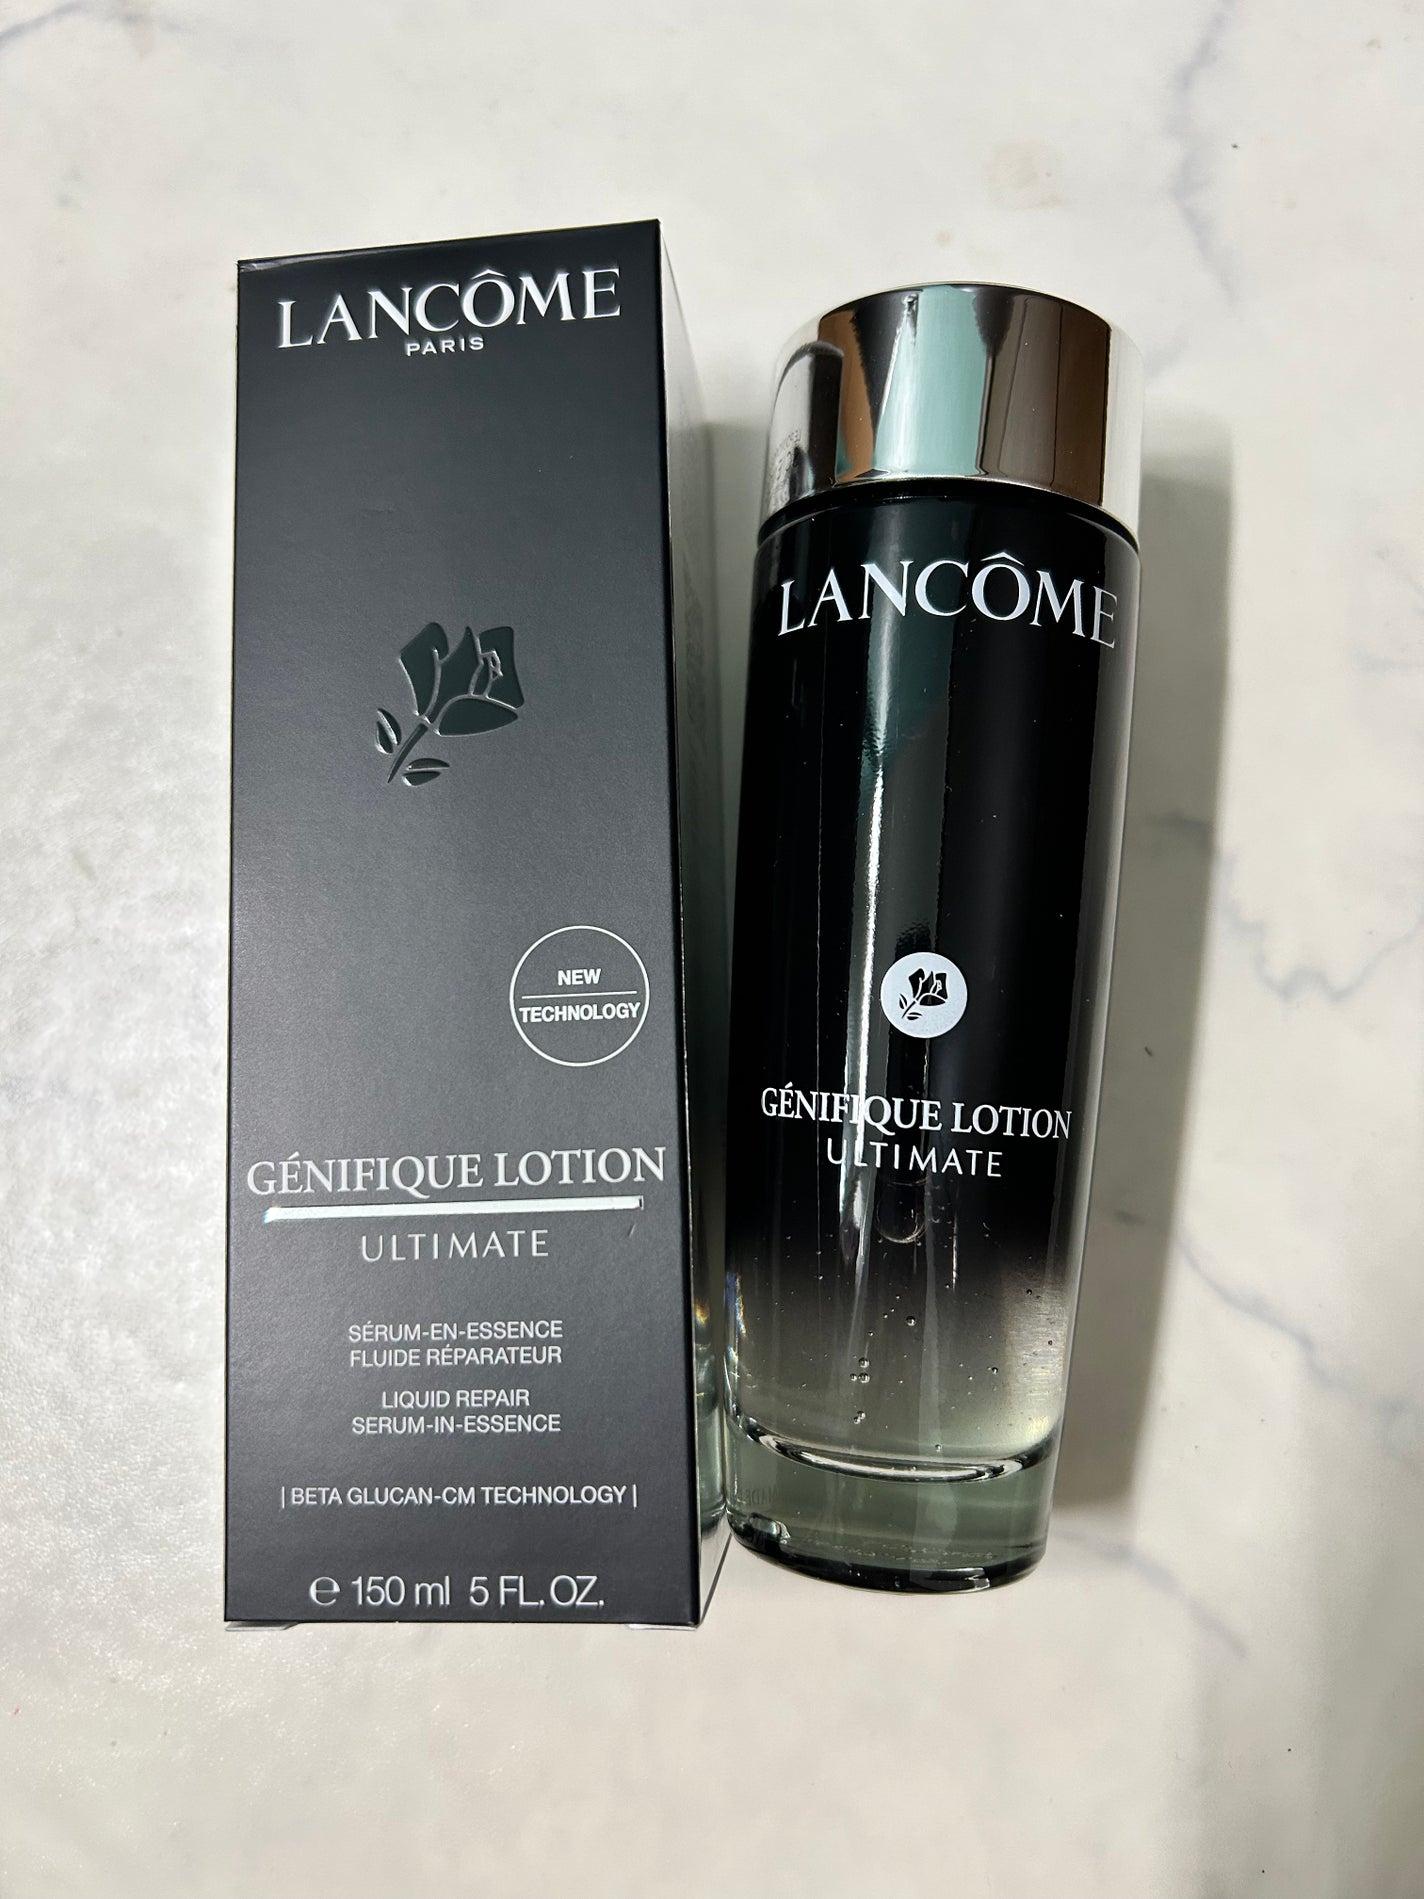 LANCÔME
PARIS
NEW
TECHNOLOGY
GÉNIFIQUE LOTION
ULTIMATE
SÉRUM-EN-ESSENCE
FLUIDE RÉPARATEUR
LIQUID REPAIR
SERUM-IN-ESSENCE
| BETA GLUCAN-CM TECHNOLOGY |
℮ 150 ml 5 FL. OZ.
LANCÔME
GÉNIFIQUE LOTION
ULTIMATE